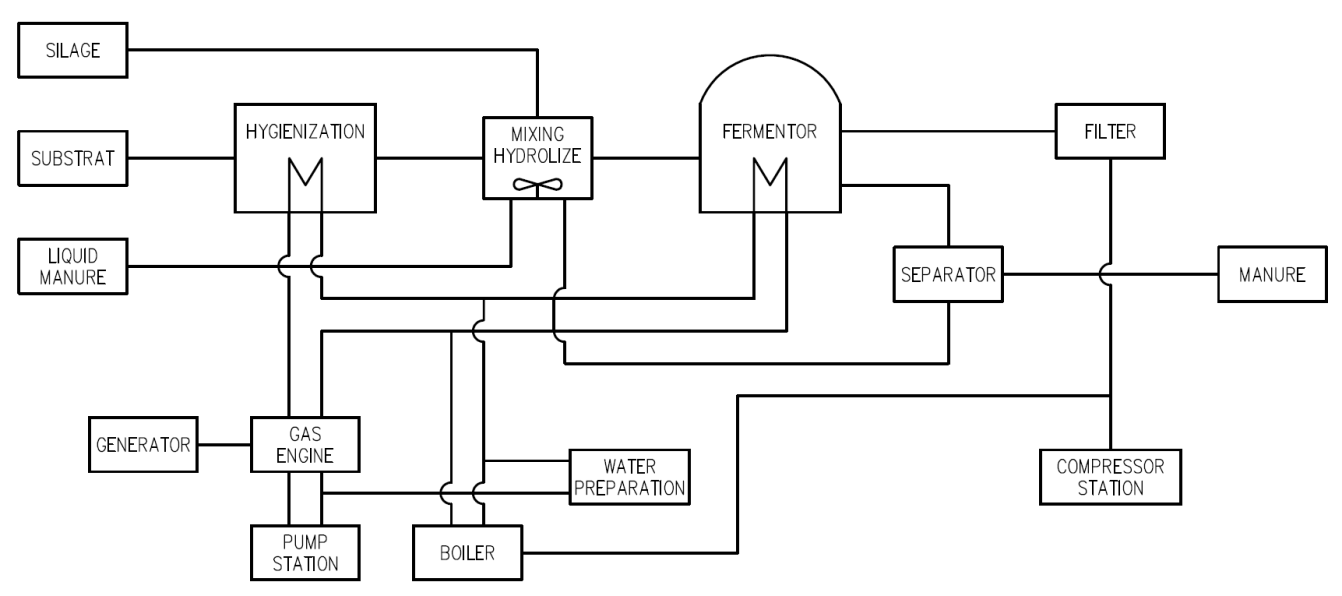 SILAGE
HYGIENIZATION
MIXING
HYDROLIZE
FERMENTOR
FILTER
SUBSTRAT
LIQUID
MANURE
SEPARATOR
MANURE
GENERATOR
GAS
ENGINE
WATER
PREPARATION
COMPRESSOR
STATION
PUMP
STATION
BOILER